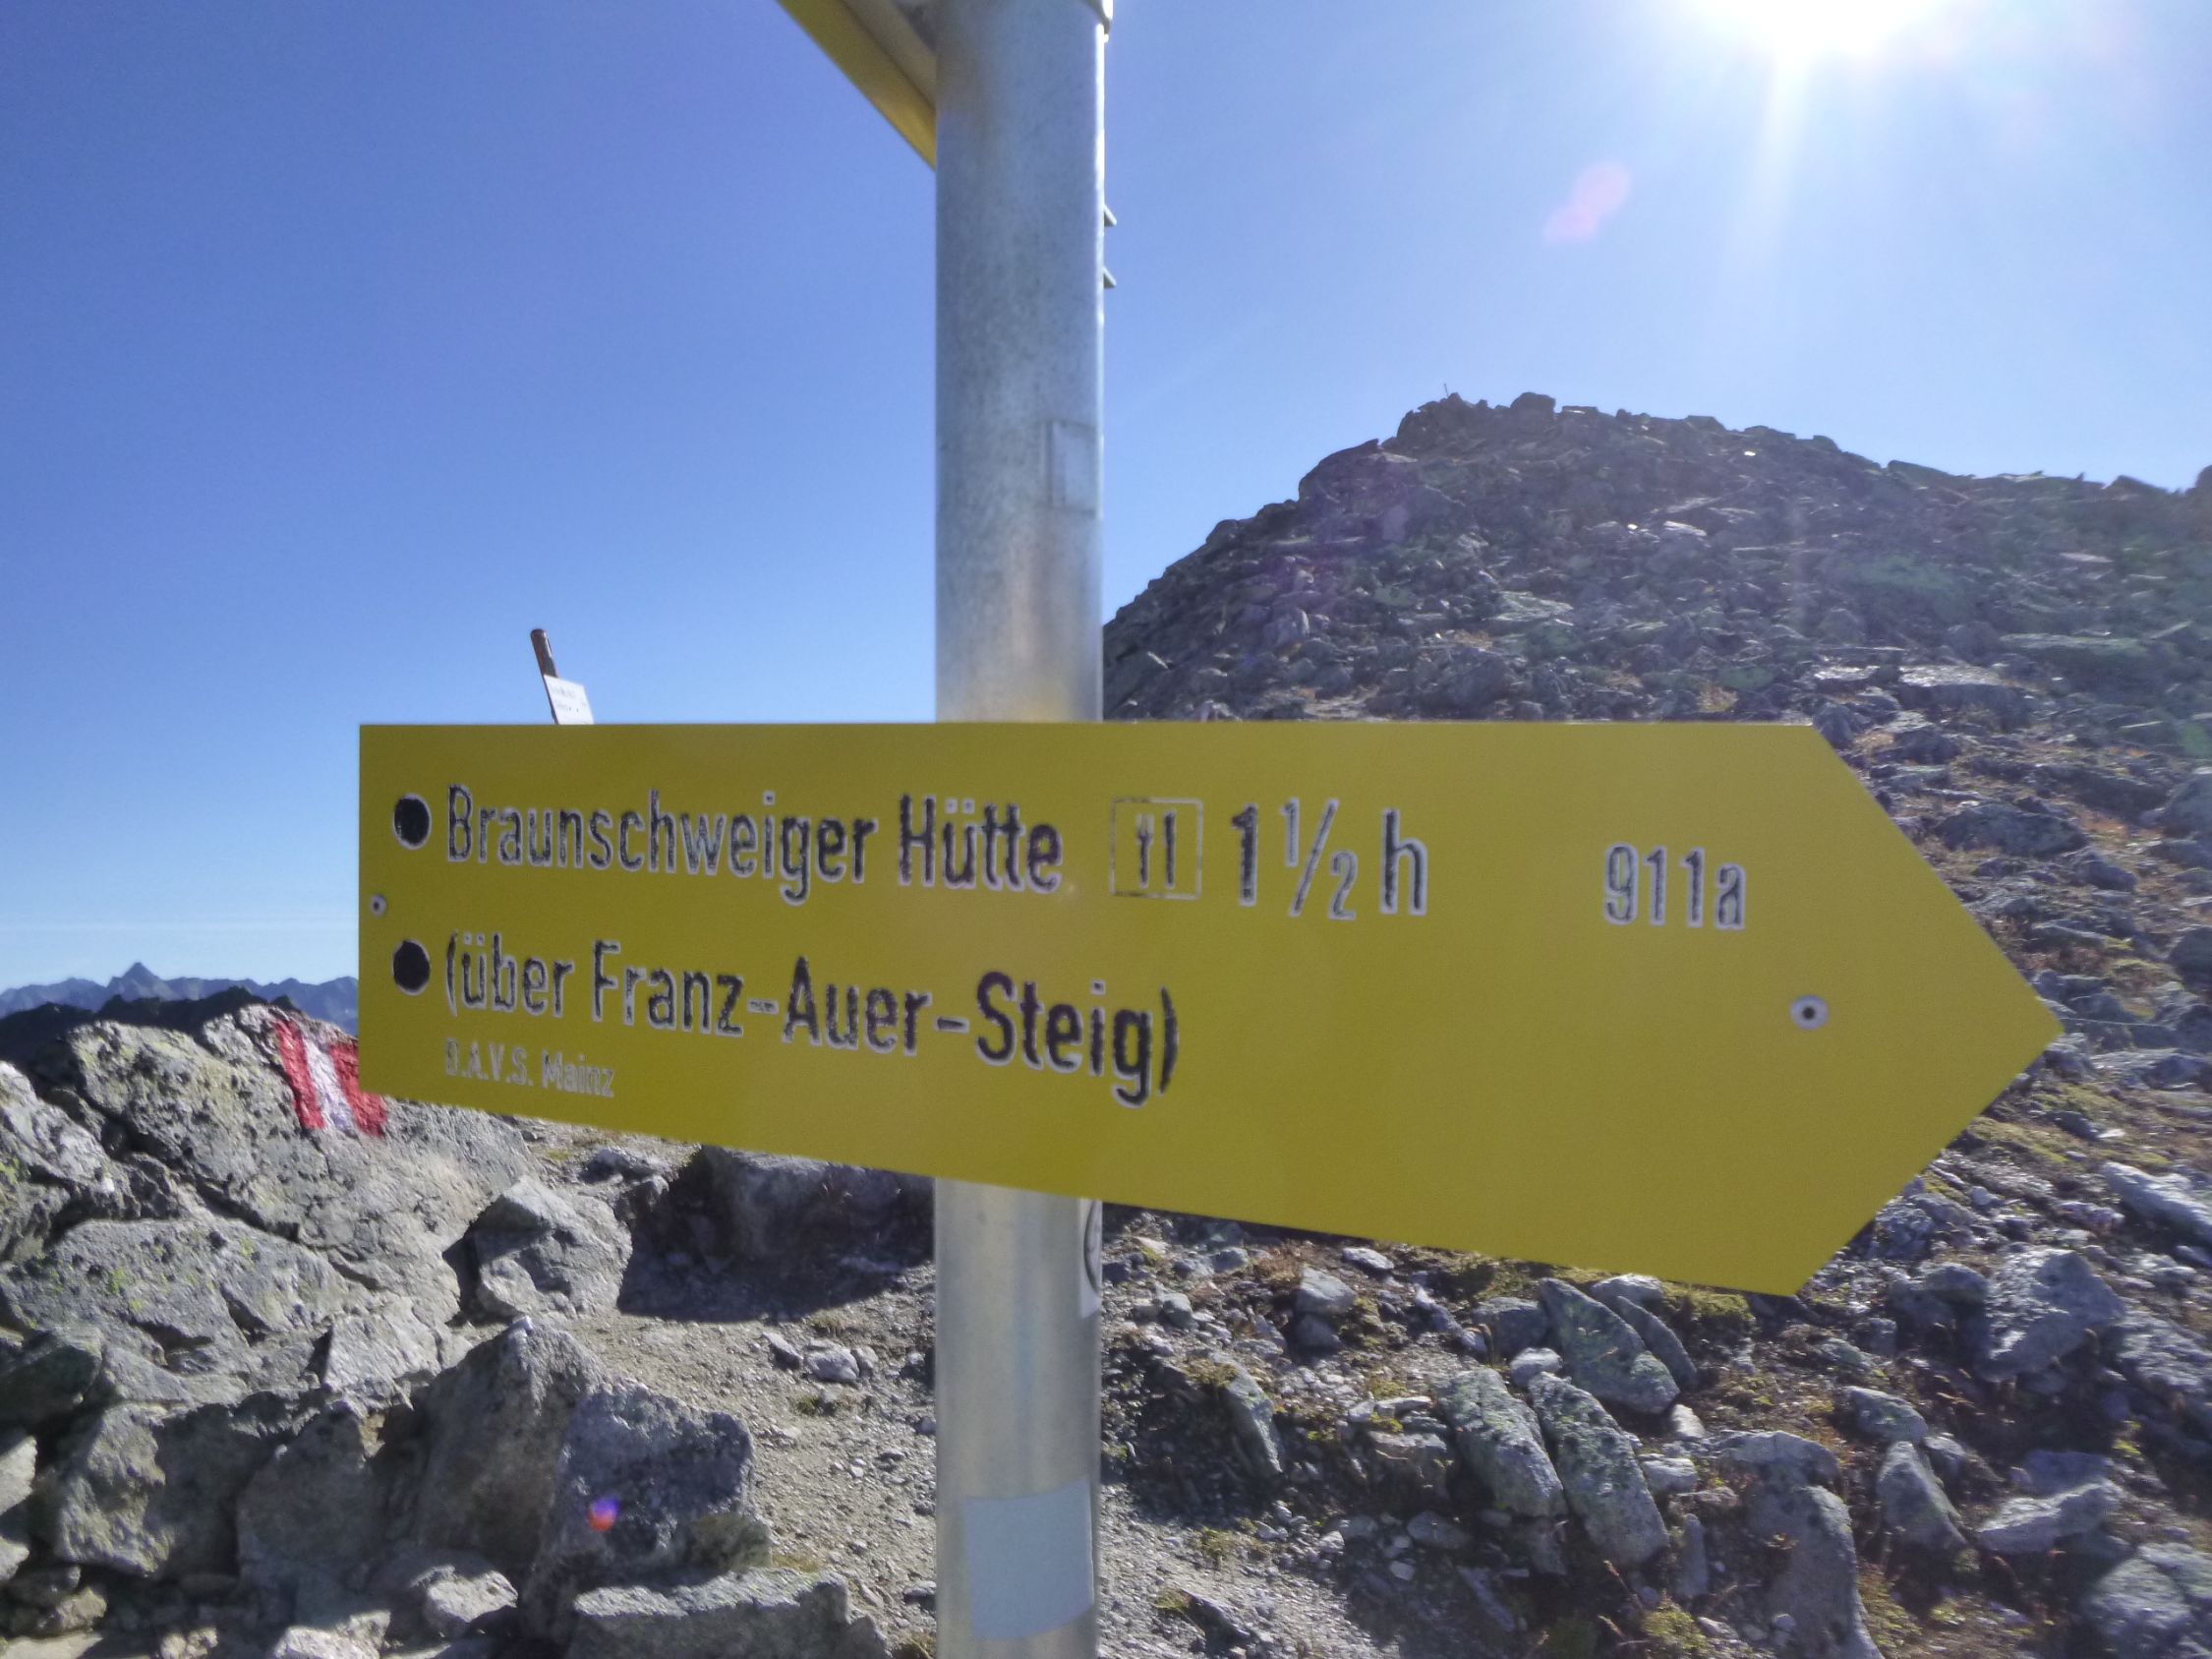 Braunschweiger Hütte 1½ h 911a
(über Franz-Auer-Steig)
D.A.V.S. Mainz